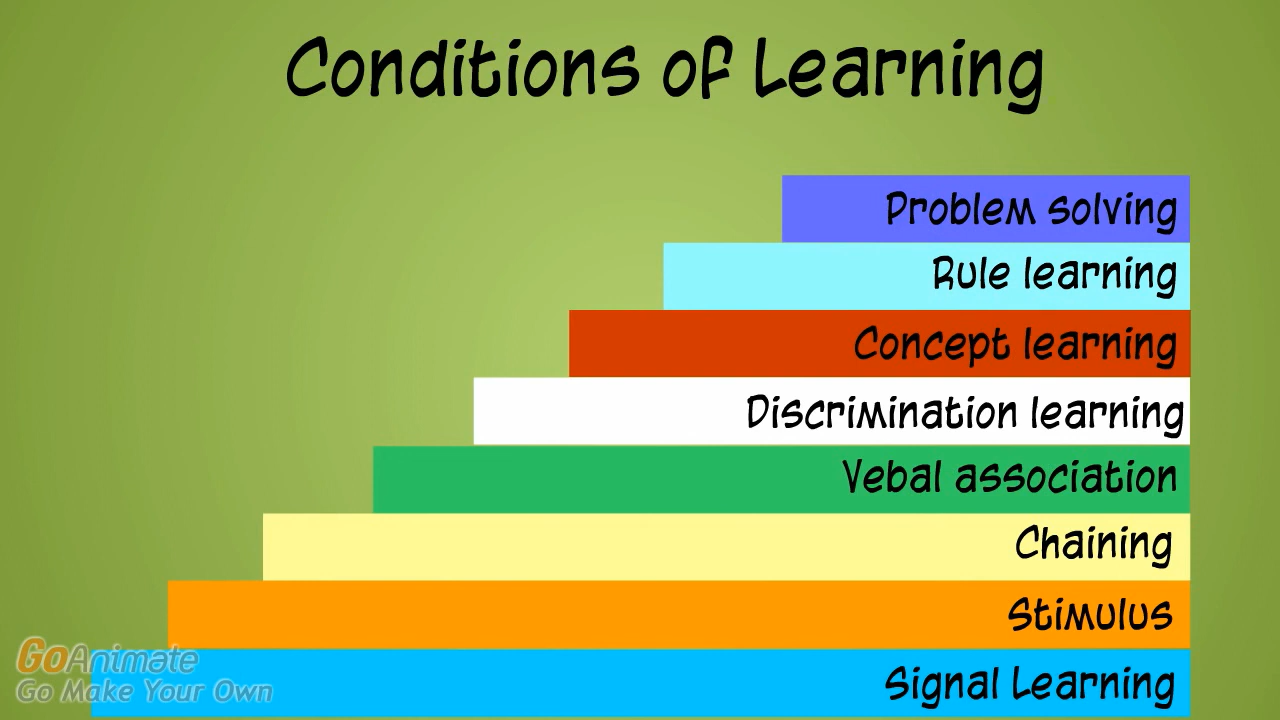 Conditions of Learning
Problem solving
Rule learning
Concept learning
Discrimination learning
Vebal association
Chaining
Stimulus
Signal Learning
GoAnimate
Go Make Your Own